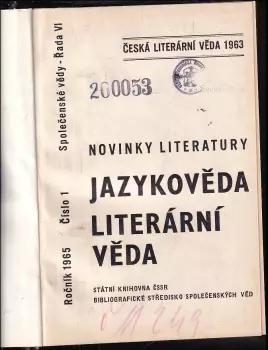 ČESKÁ LITERÁRNÍ VĚDA 1963
200053
NOVINKY LITERATURY
JAZYKOVĚDA
LITERÁRNÍ
VĚDA
STÁTNÍ KNIHOVNA ČSSR
BIBLIOGRAFICKÉ STŘEDISKO SPOLEČENSKÝCH VĚD
Ročník 1965 Číslo 1 Společenské vědy - Řada VI